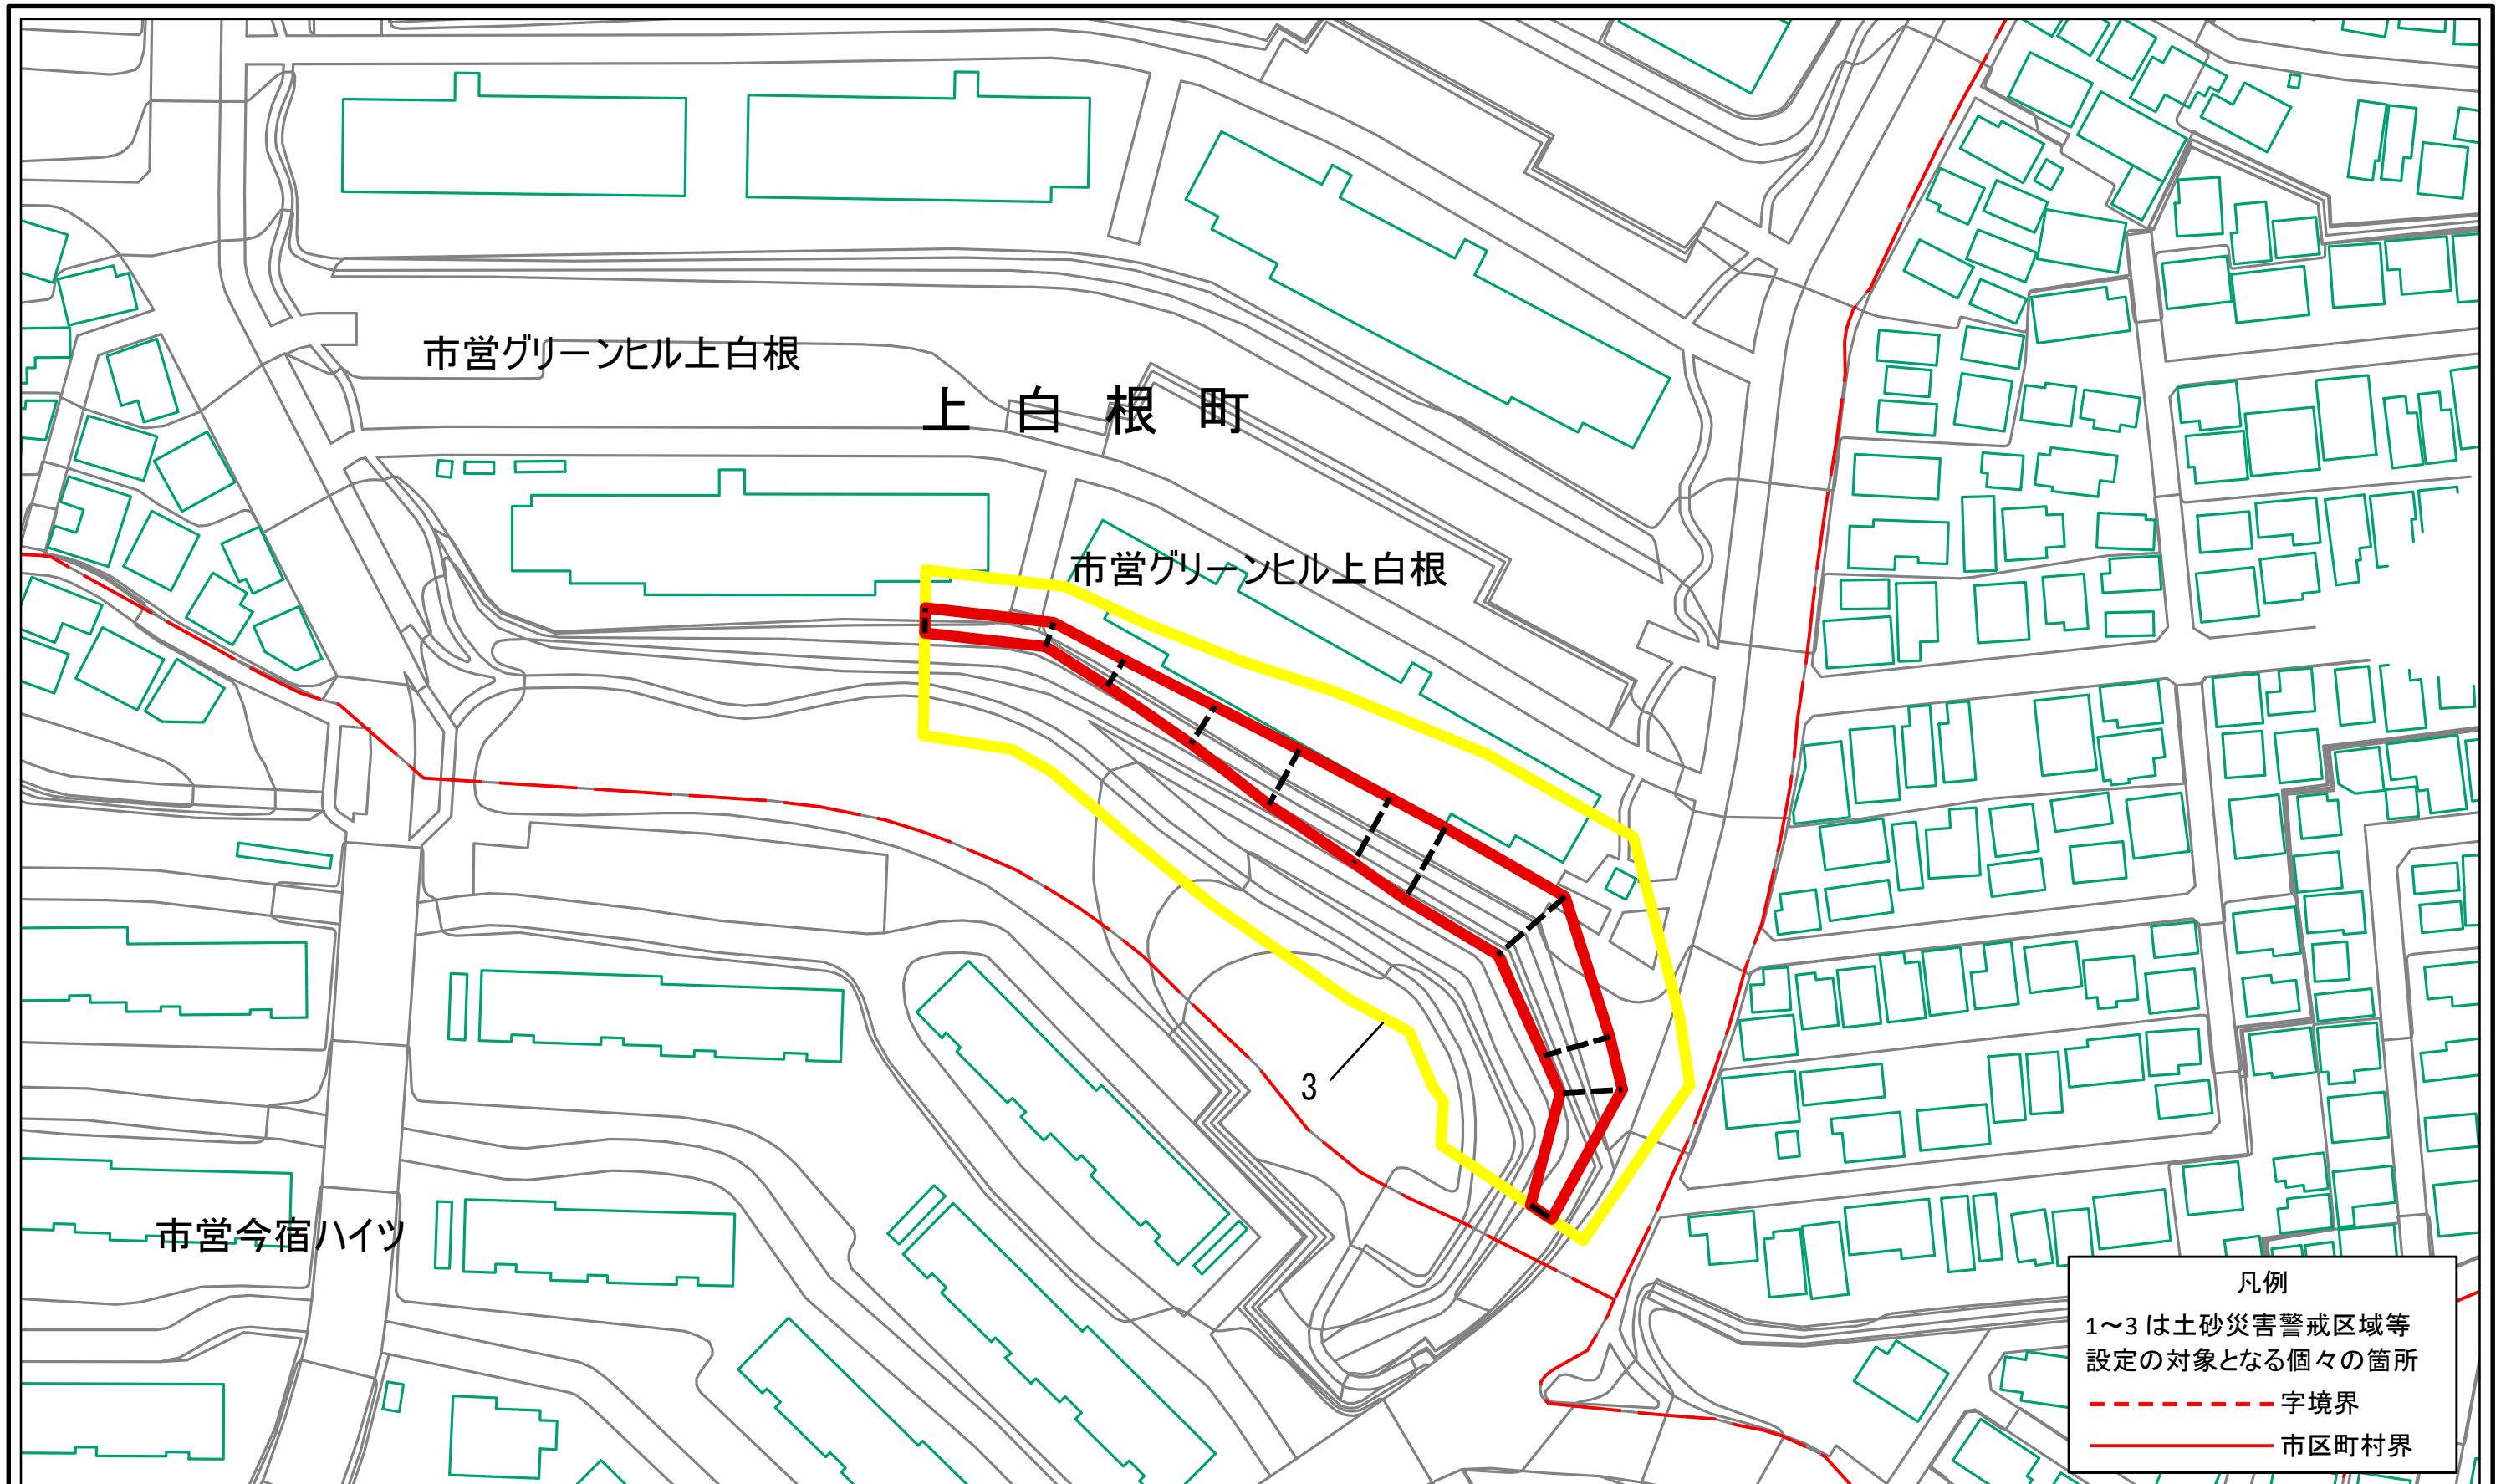 市営グリーンヒル上白根
上白根町
市営グリーンヒル上白根
3
市営今宿ハイツ
凡例
1～3は土砂災害警戒区域等
設定の対象となる個々の箇所
字境界
市区町村界